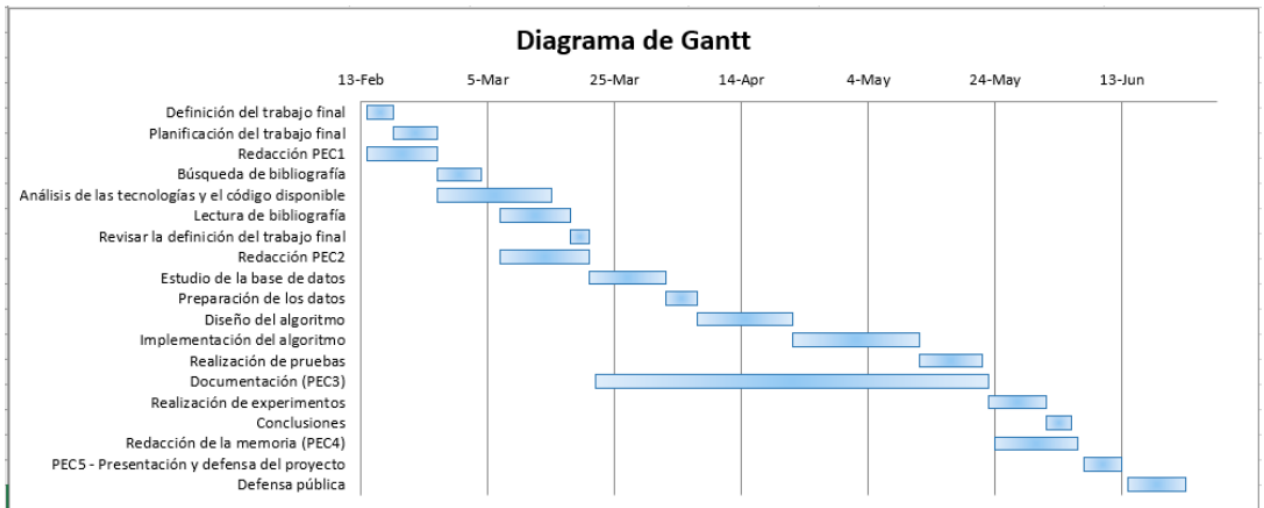 Diagrama de Gantt
13-Feb 5-Mar 25-Mar 14-Apr 4-May 24-May 13-Jun
Definición del trabajo final
Planificación del trabajo final
Redacción PEC1
Búsqueda de bibliografía
Análisis de las tecnologías y el código disponible
Lectura de bibliografía
Revisar la definición del trabajo final
Redacción PEC2
Estudio de la base de datos
Preparación de los datos
Diseño del algoritmo
Implementación del algoritmo
Realización de pruebas
Documentación (PEC3)
Realización de experimentos
Conclusiones
Redacción de la memoria (PEC4)
PEC5 - Presentación y defensa del proyecto
Defensa pública